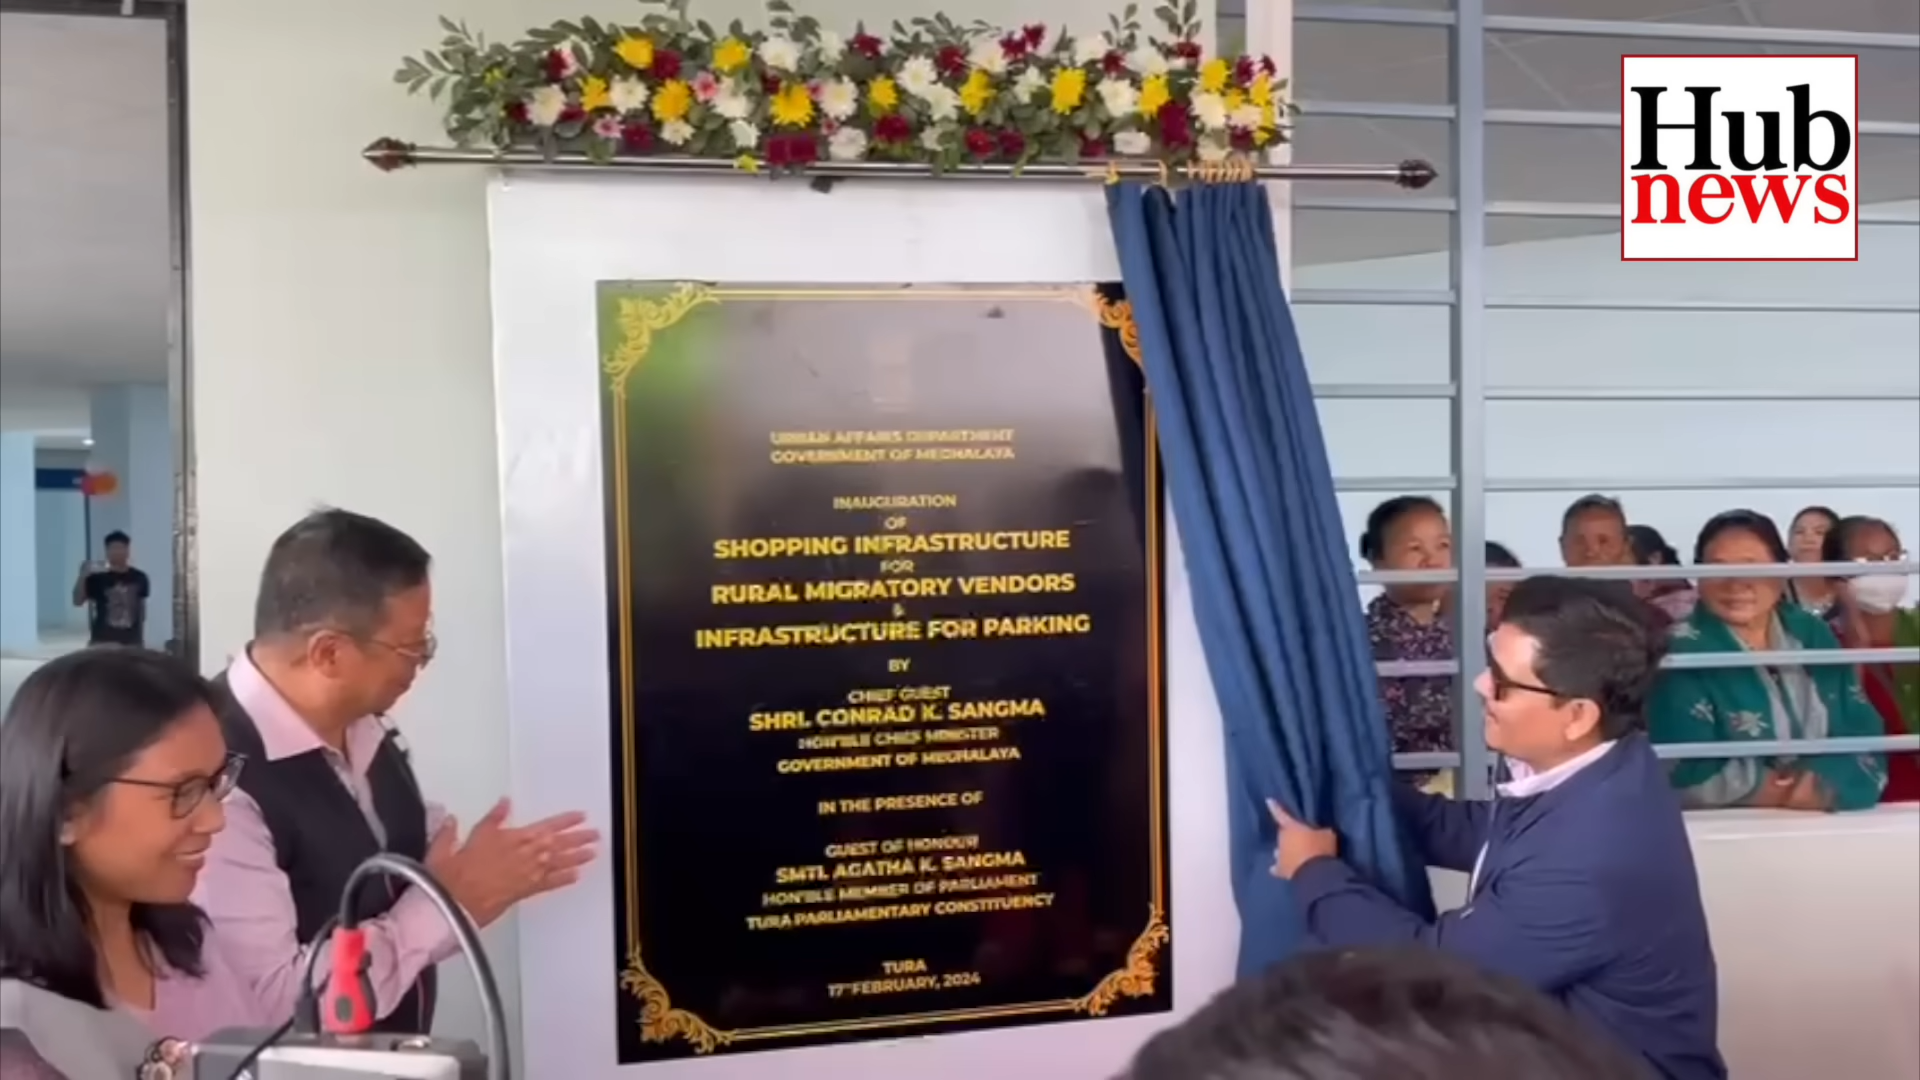 Hub
news
URBAN AFFAIRS DEPARTMENT
GOVERNMENT OF MEGHALAYA
INAUGURATION
OF
SHOPPING INFRASTRUCTURE
FOR
RURAL MIGRATORY VENDORS
&
INFRASTRUCTURE FOR PARKING
BY
CHIEF GUEST
SHRI. CONRAD K. SANGMA
HON'BLE CHIEF MINISTER
GOVERNMENT OF MEGHALAYA
IN THE PRESENCE OF
GUEST OF HONOUR
SMTI. AGATHA K. SANGMA
HON'BLE MEMBER OF PARLIAMENT
TURA PARLIAMENTARY CONSTITUENCY
TURA
17TH FEBRUARY, 2024